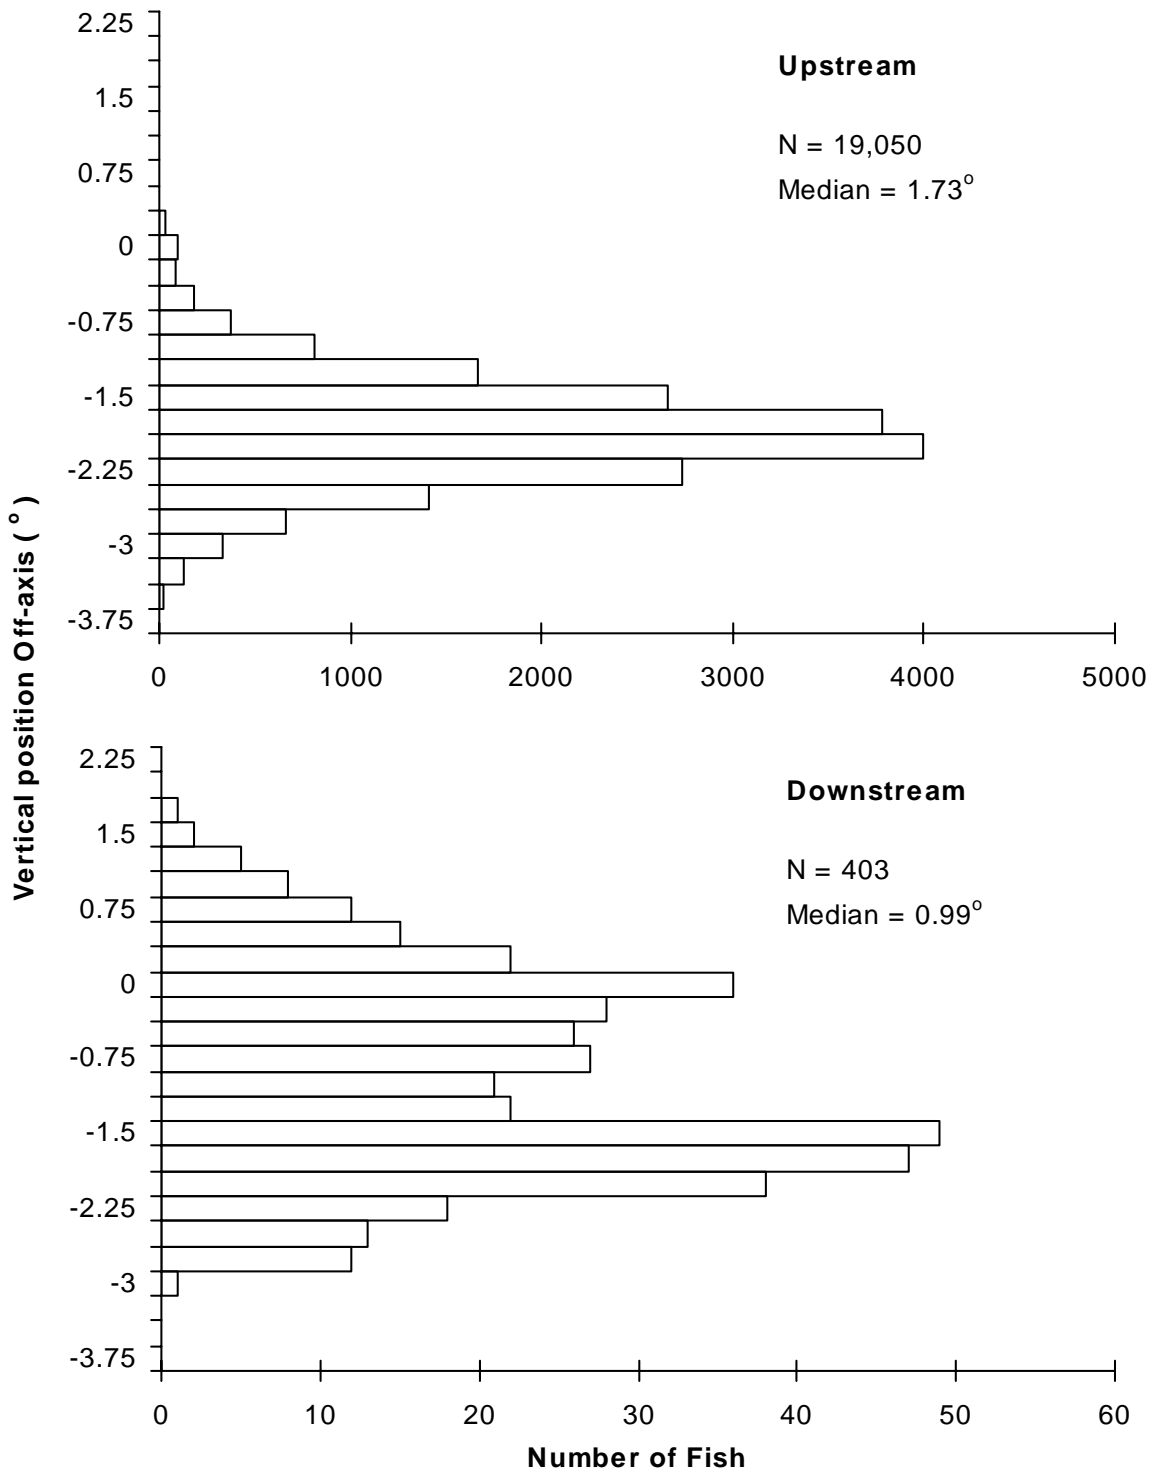 2.25
Upstream
1.5
N = 19,050
0.75
Median = 1.73°
0
-0.75
-1.5
-2.25
-3
-3.75
0 1000 2000 3000 4000 5000
Vertical position Off-axis ( ° )
2.25
Downstream
1.5
N = 403
0.75
Median = 0.99°
0
-0.75
-1.5
-2.25
-3
-3.75
0 10 20 30 40 50 60
Number of Fish